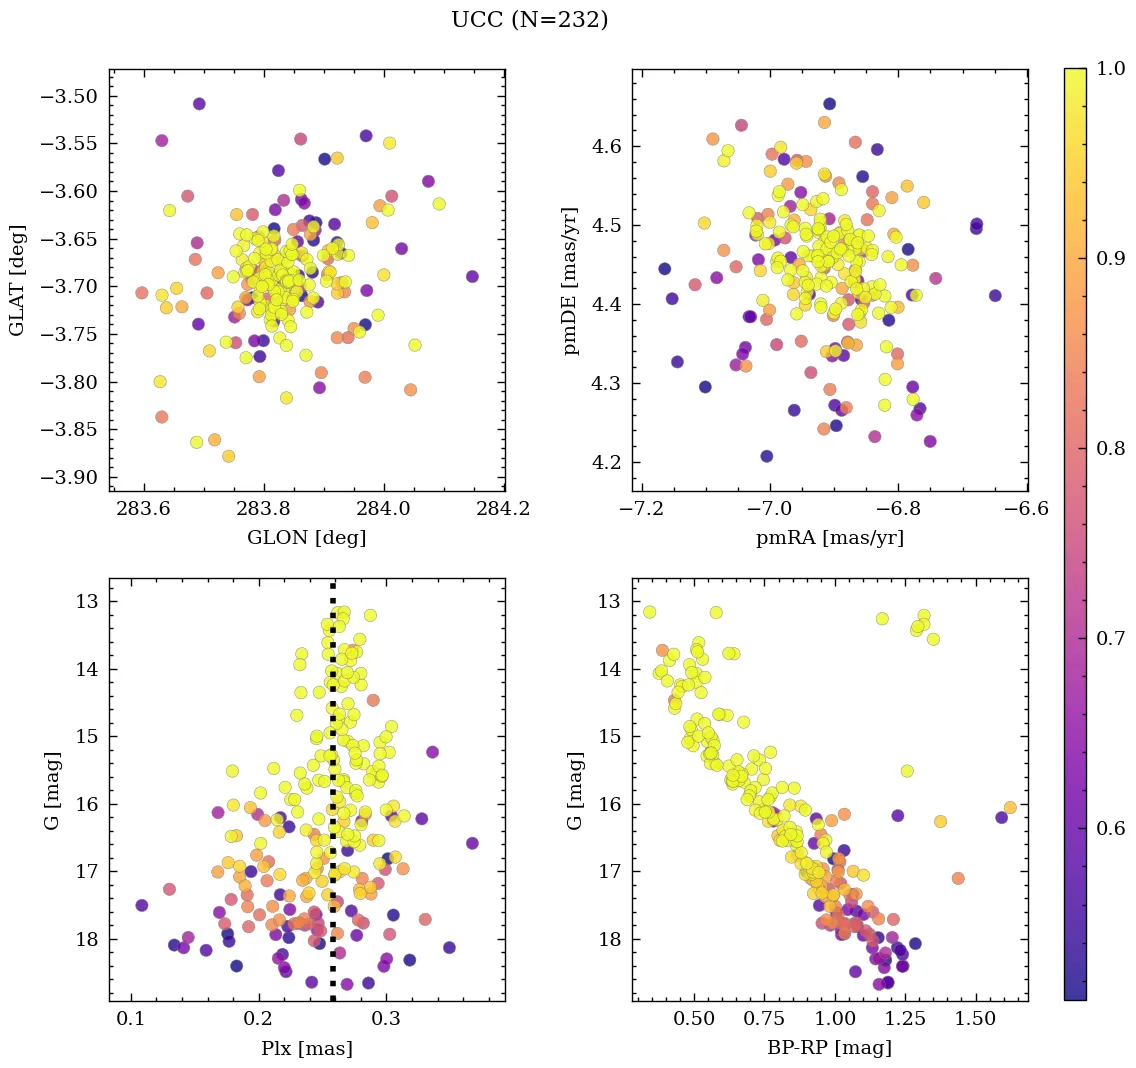 UCC (N=232)
−3.50
−3.55
−3.60
−3.65
−3.70
−3.75
−3.80
−3.85
−3.90
GLAT [deg]
283.6 283.8 284.0 284.2
GLON [deg]
4.6
4.5
4.4
4.3
4.2
pmDE [mas/yr]
−7.2 −7.0 −6.8 −6.6
pmRA [mas/yr]
13
14
15
16
17
18
G [mag]
0.1 0.2 0.3
Plx [mas]
13
14
15
16
17
18
G [mag]
0.50 0.75 1.00 1.25 1.50
BP-RP [mag]
1.0
0.9
0.8
0.7
0.6